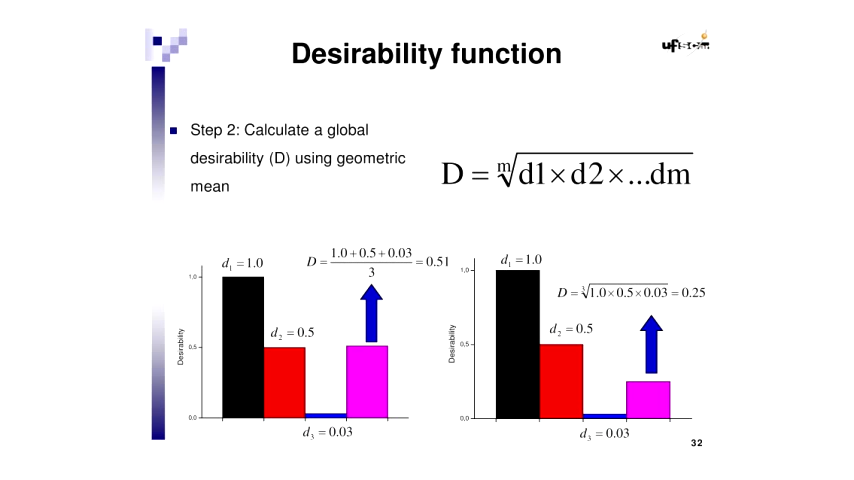 Desirability function
Step 2: Calculate a global
desirability (D) using geometric
mean
D = m√d1×d2×...dm
d₁ = 1.0
D = (1.0 + 0.5 + 0.03)/3 = 0.51
1,0
d₂ = 0.5
0,5
Desirability
0,0
d₃ = 0.03
d₁ = 1.0
1,0
D = ³√1.0×0.5×0.03 = 0.25
d₂ = 0.5
0,5
Desirability
0,0
d₃ = 0.03
32